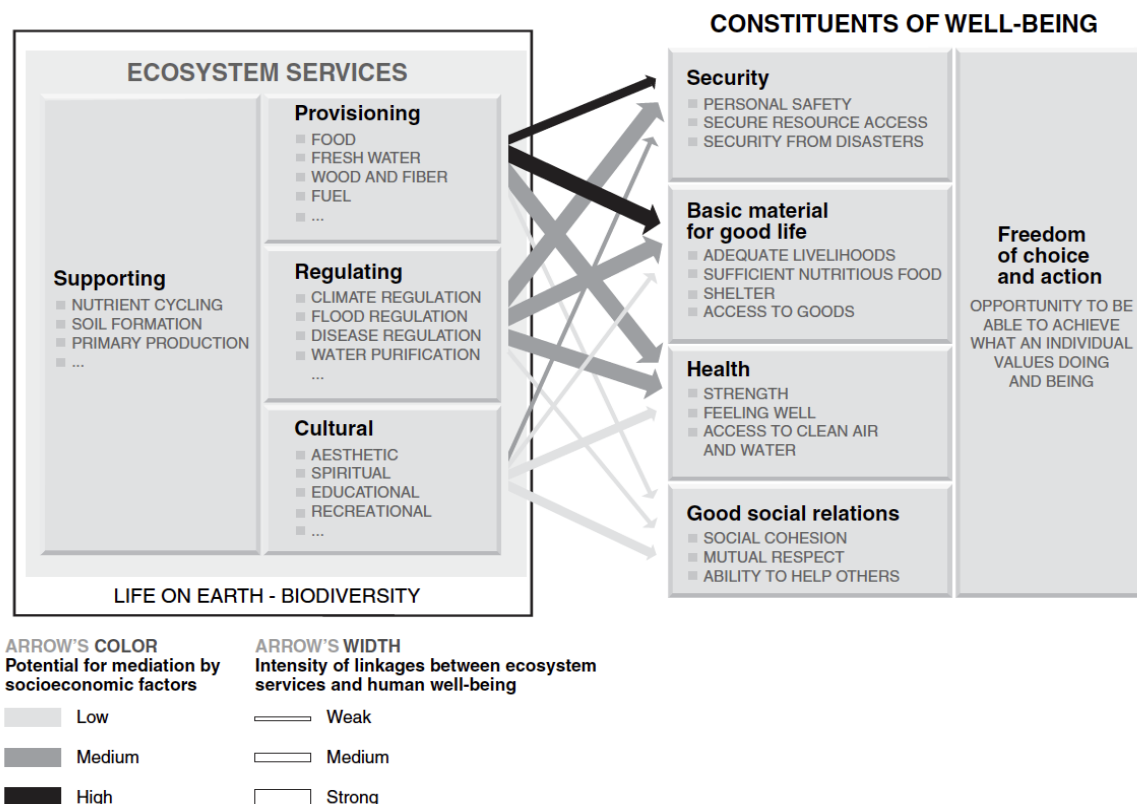 CONSTITUENTS OF WELL-BEING
ECOSYSTEM SERVICES
Supporting
NUTRIENT CYCLING
SOIL FORMATION
PRIMARY PRODUCTION
...
Provisioning
FOOD
FRESH WATER
WOOD AND FIBER
FUEL
...
Regulating
CLIMATE REGULATION
FLOOD REGULATION
DISEASE REGULATION
WATER PURIFICATION
...
Cultural
AESTHETIC
SPIRITUAL
EDUCATIONAL
RECREATIONAL
...
LIFE ON EARTH - BIODIVERSITY
Security
PERSONAL SAFETY
SECURE RESOURCE ACCESS
SECURITY FROM DISASTERS
Basic material
for good life
ADEQUATE LIVELIHOODS
SUFFICIENT NUTRITIOUS FOOD
SHELTER
ACCESS TO GOODS
Health
STRENGTH
FEELING WELL
ACCESS TO CLEAN AIR
AND WATER
Good social relations
SOCIAL COHESION
MUTUAL RESPECT
ABILITY TO HELP OTHERS
Freedom
of choice
and action
OPPORTUNITY TO BE
ABLE TO ACHIEVE
WHAT AN INDIVIDUAL
VALUES DOING
AND BEING
ARROW'S COLOR
Potential for mediation by
socioeconomic factors
Low
Medium
High
ARROW'S WIDTH
Intensity of linkages between ecosystem
services and human well-being
Weak
Medium
Strong